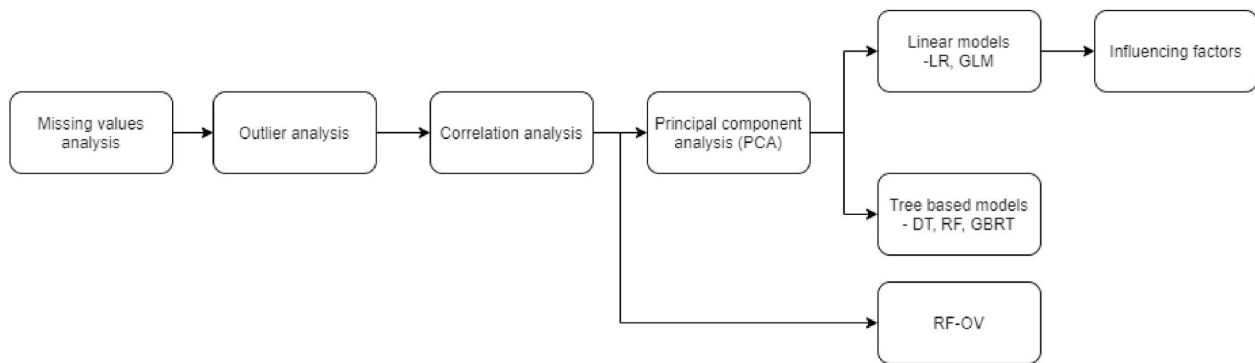 Missing values
analysis
Outlier analysis
Correlation analysis
Principal component
analysis (PCA)
Linear models
-LR, GLM
Influencing factors
Tree based models
- DT, RF, GBRT
RF-OV